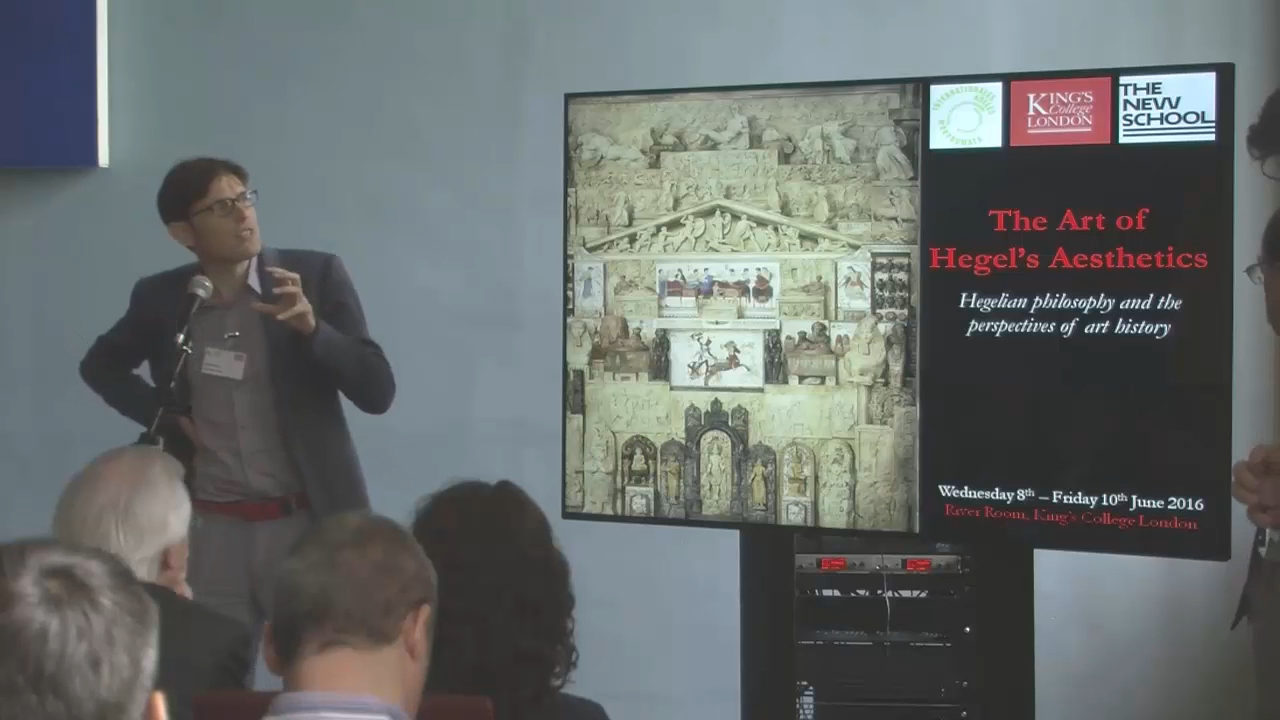 KING'S
College
LONDON
THE
NEW
SCHOOL
The Art of
Hegel's Aesthetics
Hegelian philosophy and the
perspectives of art history
Wednesday 8th – Friday 10th June 2016
River Room, King's College London